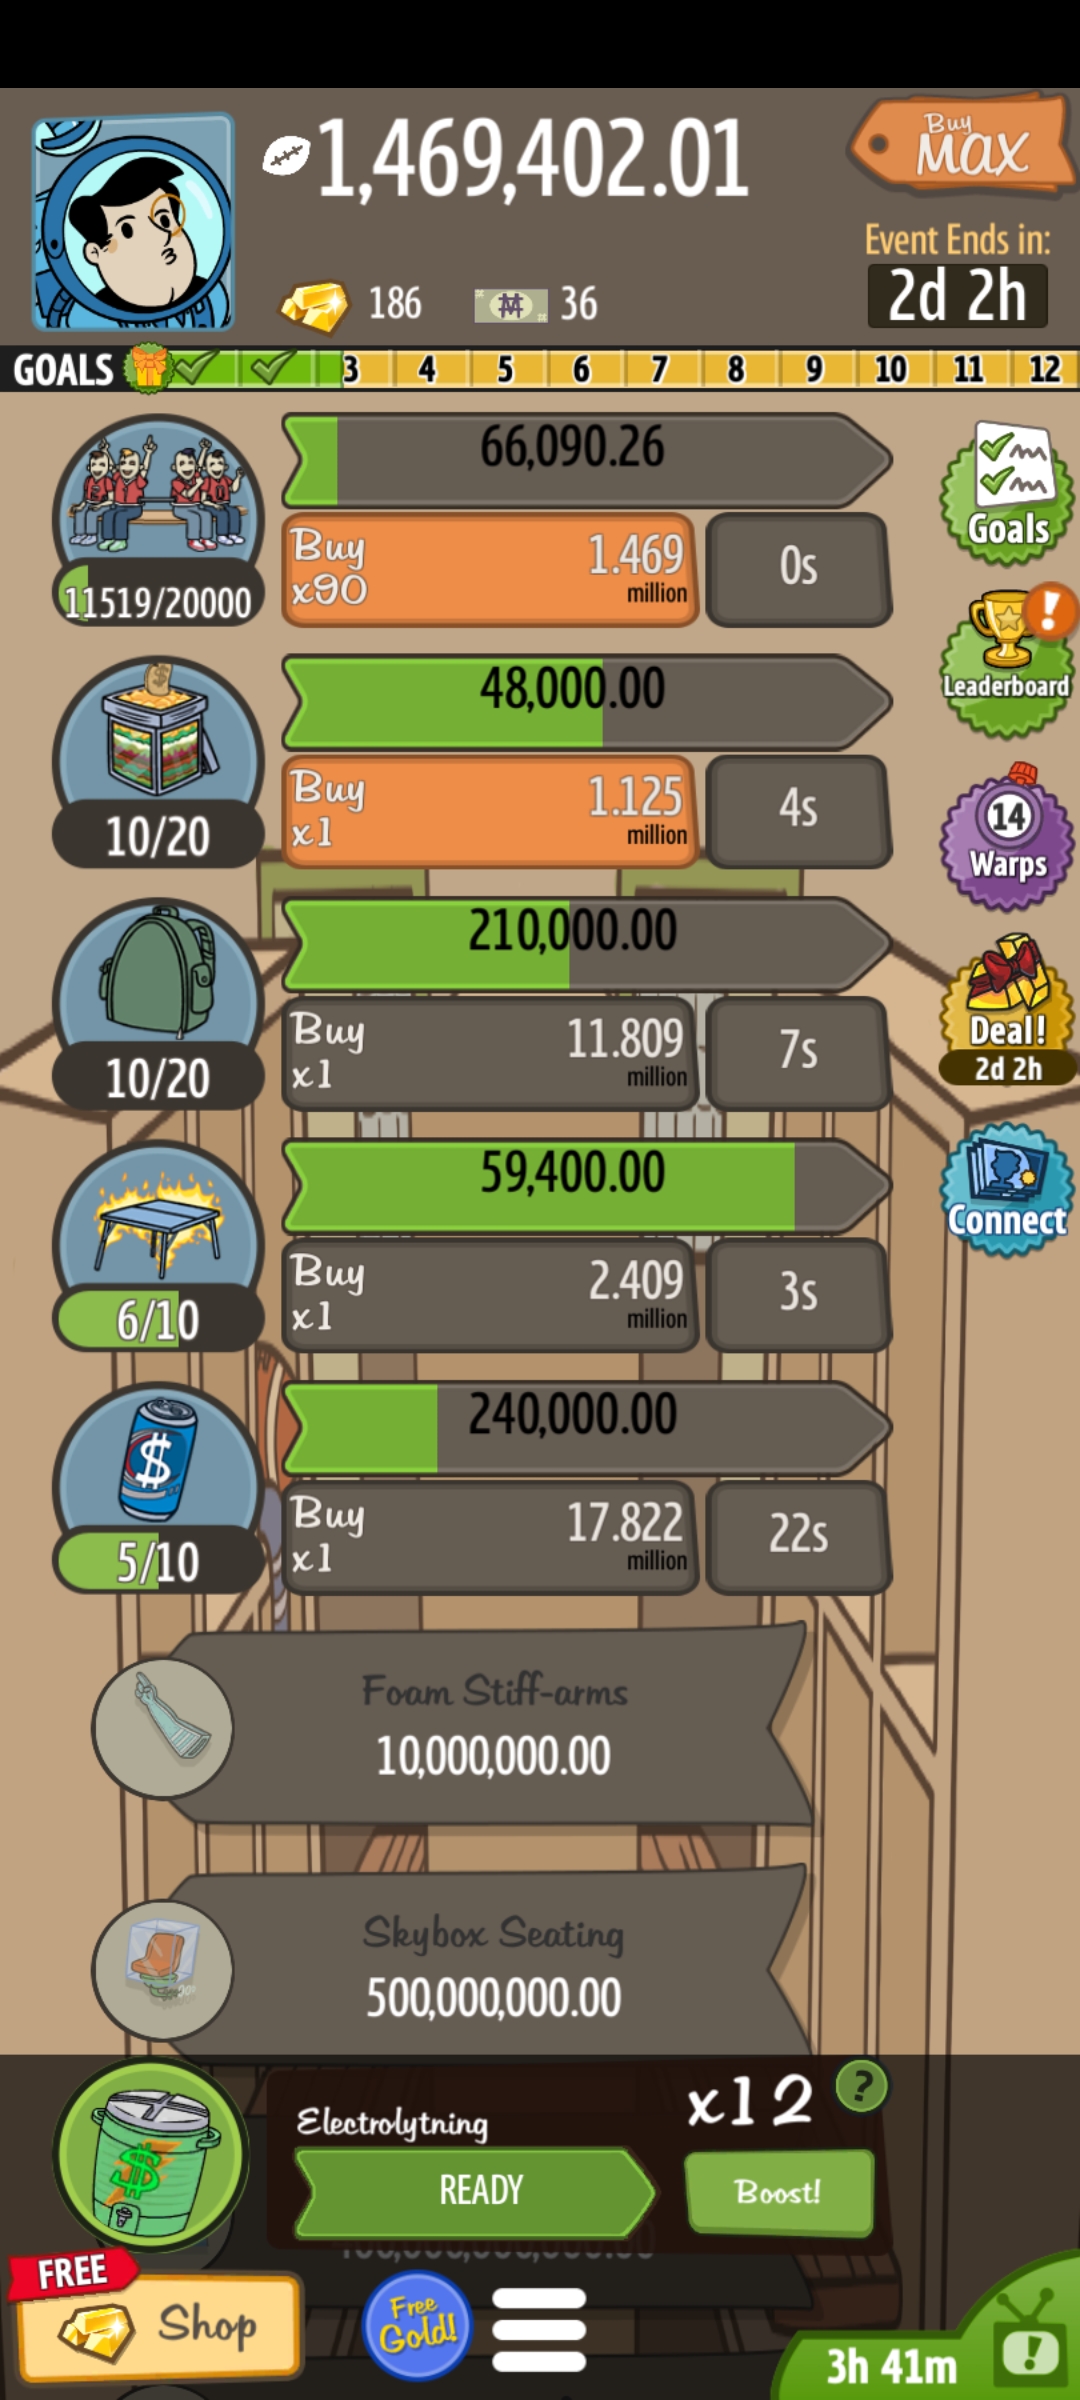 1,469,402.01
Buy
MAX
Event Ends in:
2d 2h
186
36
GOALS 3 4 5 6 7 8 9 10 11 12
66,090.26
Buy
x90
1.469
million
0s
11519/20000
Goals
48,000.00
Buy
x1
1.125
million
4s
10/20
Leaderboard
14
Warps
210,000.00
Buy
x1
11.809
million
7s
10/20
Deal!
2d 2h
59,400.00
Buy
x1
2.409
million
3s
6/10
Connect
240,000.00
Buy
x1
17.822
million
22s
5/10
Foam Stiff-arms
10,000,000.00
Skybox Seating
500,000,000.00
Electrolytning
x12
?
READY
Boost!
FREE
Shop
Free
Gold!
3h 41m